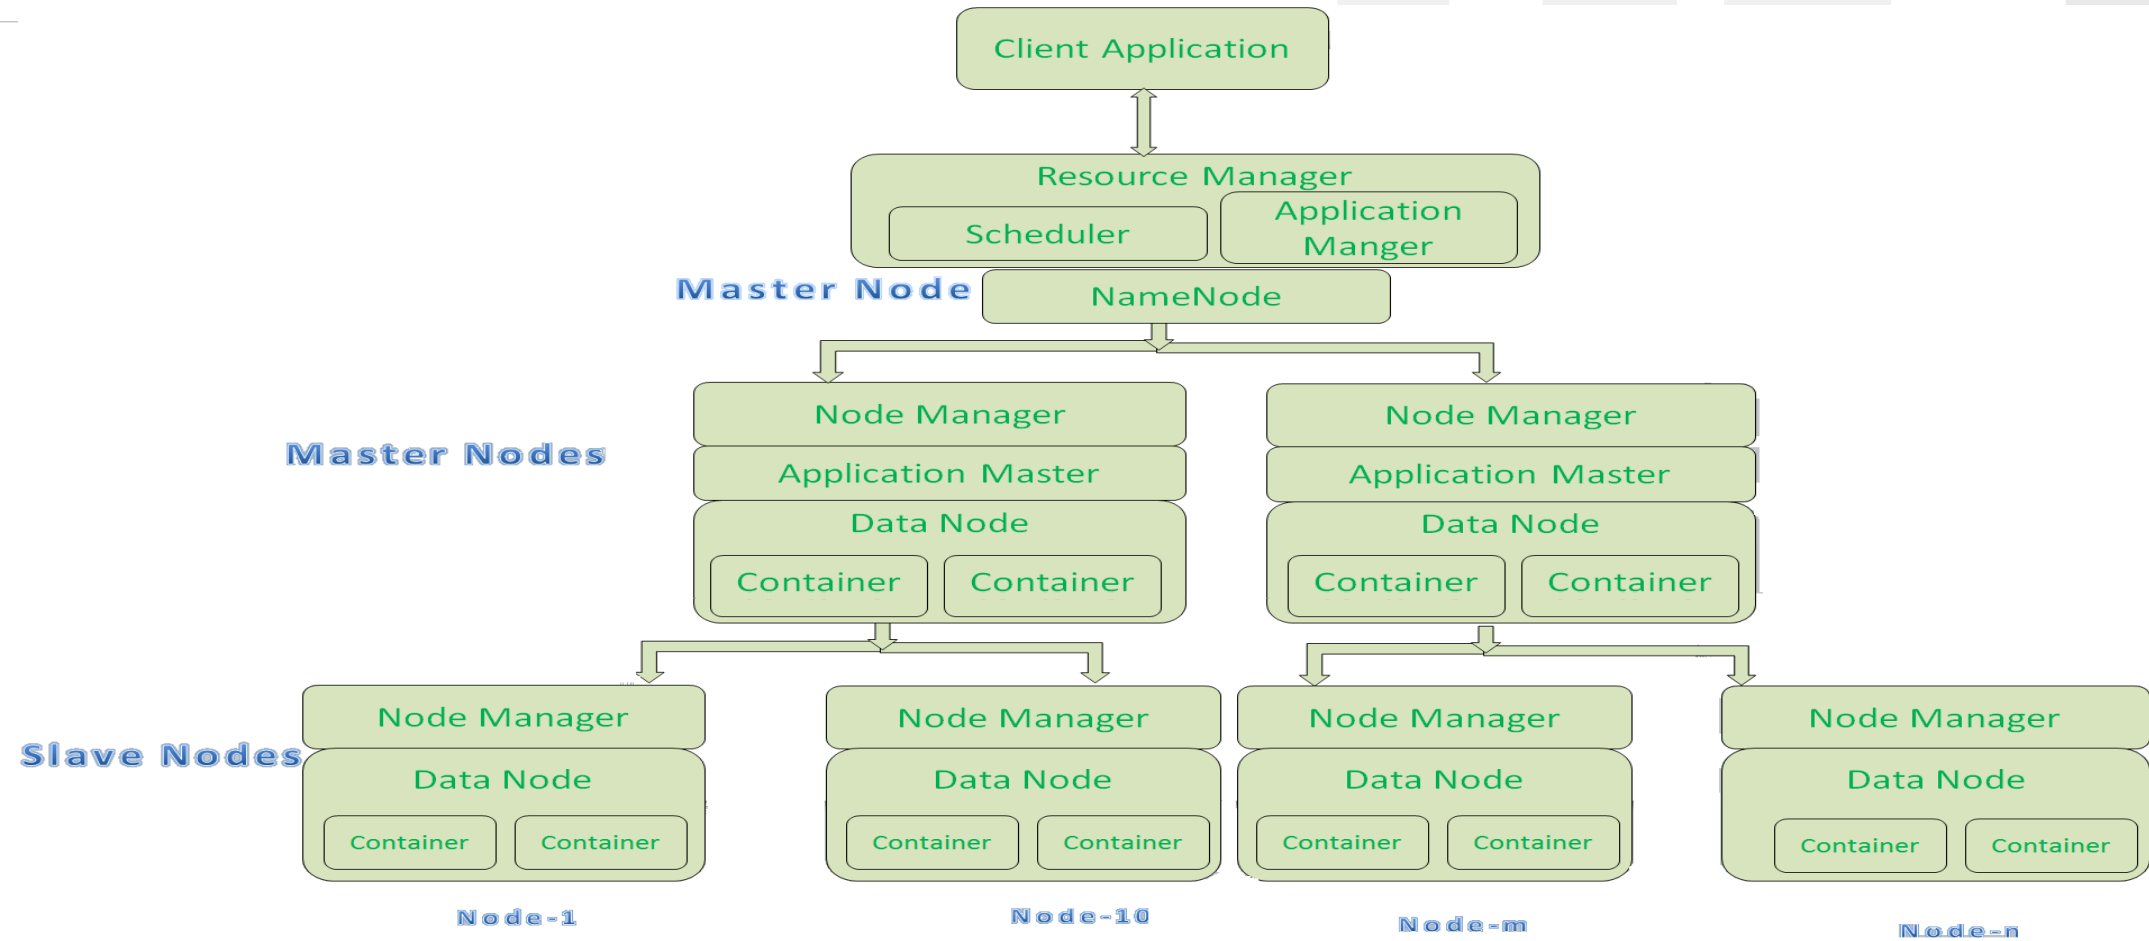 Client Application
Resource Manager
Scheduler
Application
Manger
Master Node
NameNode
Node Manager
Node Manager
Master Nodes
Application Master
Application Master
Data Node
Data Node
Container
Container
Container
Container
Node Manager
Node Manager
Node Manager
Node Manager
Slave Nodes
Data Node
Data Node
Data Node
Data Node
Container
Container
Container
Container
Container
Container
Container
Container
Node-1
Node-10
Node-m
Node-n